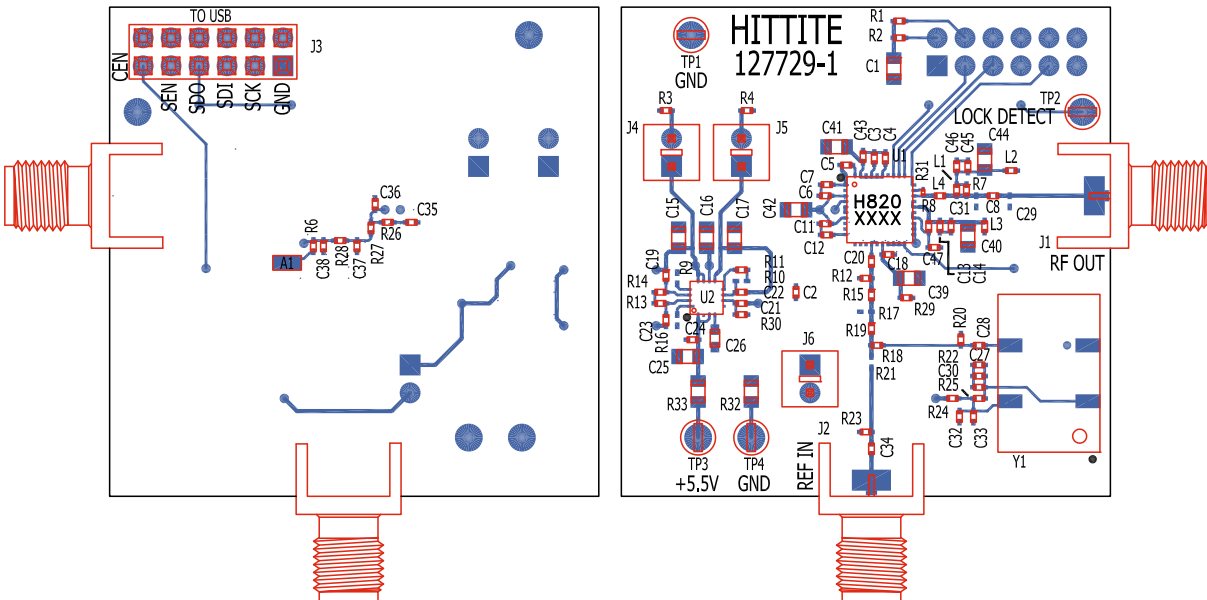 TO USB
J3
CEN
SEN
SDO
SDI
SCK
GND
C36
C35
R26
R6
C38
R28
C37
R27
A1
HITTITE
127729-1
TP1
GND
R1
R2
C1
TP2
LOCK DETECT
R3
R4
J4
J5
C41
C43
C3
C4
U1
C5
C7
C6
C42
C11
C12
H820
XXXX
R31
L1
C46
C45
C44
L2
L4
R7
R8
C31
C8
C29
L3
C40
C47
C13
C14
J1
RF OUT
C15
C16
C17
C19
R9
R11
R10
R14
R13
U2
C22
C21
R30
C23
R16
C24
C25
C26
C2
C20
C18
R12
R15
C39
R29
R17
R19
R18
R21
R20
C28
R22
C27
C30
R25
R24
C32
C33
J6
R33
R32
TP3
+5.5V
TP4
GND
R23
C34
J2
REF IN
Y1